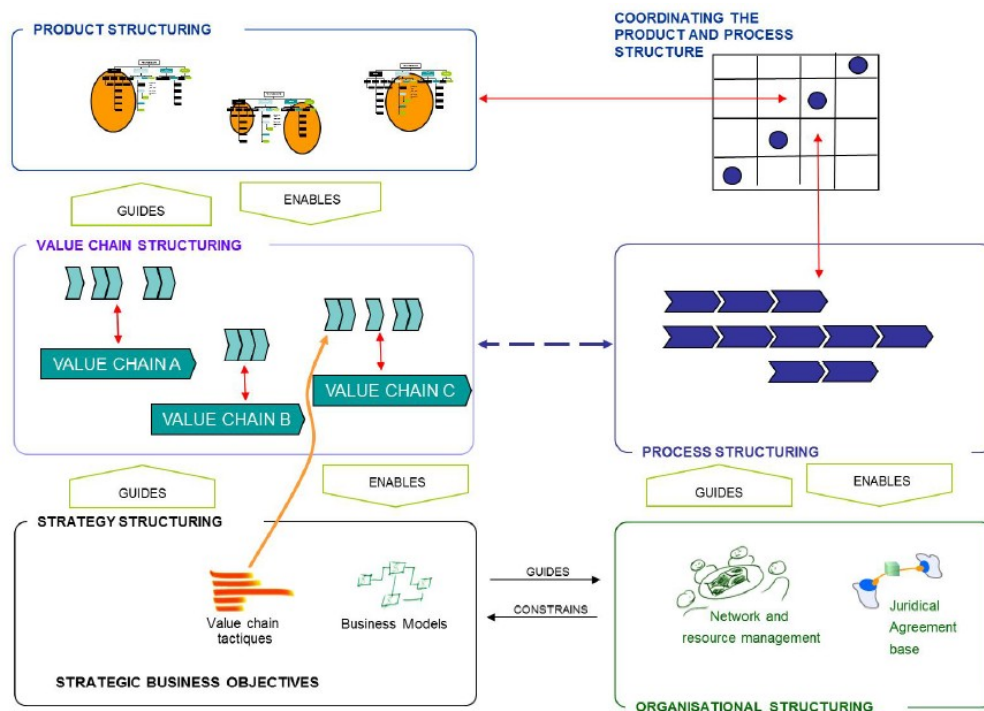 PRODUCT STRUCTURING
COORDINATING THE
PRODUCT AND PROCESS
STRUCTURE
GUIDES
ENABLES
VALUE CHAIN STRUCTURING
VALUE CHAIN A
VALUE CHAIN B
VALUE CHAIN C
PROCESS STRUCTURING
GUIDES
ENABLES
GUIDES
ENABLES
STRATEGY STRUCTURING
Value chain
tactiques
Business Models
STRATEGIC BUSINESS OBJECTIVES
GUIDES
CONSTRAINS
Network and
resource management
Juridical
Agreement
base
ORGANISATIONAL STRUCTURING